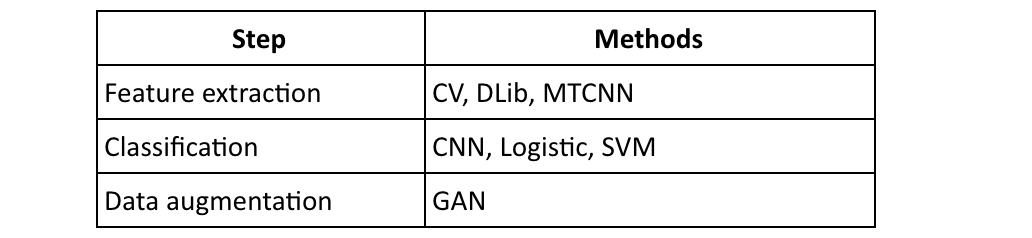 Step Methods
Feature extraction CV, DLib, MTCNN
Classification CNN, Logistic, SVM
Data augmentation GAN